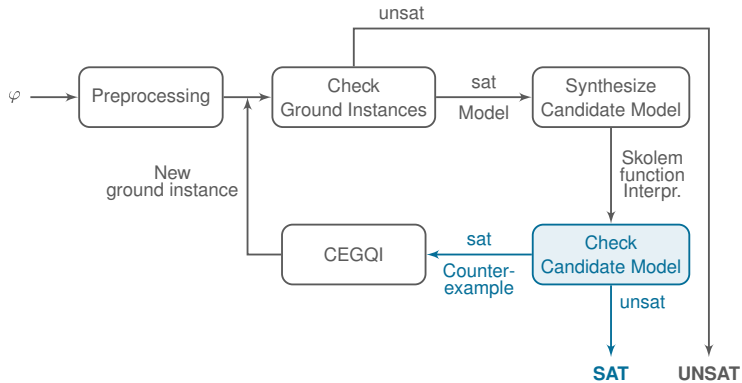 unsat
φ
Preprocessing
Check
Ground Instances
sat
Model
Synthesize
Candidate Model
New
ground instance
Skolem
function
Interpr.
CEGQI
sat
Counter-
example
Check
Candidate Model
unsat
SAT
UNSAT